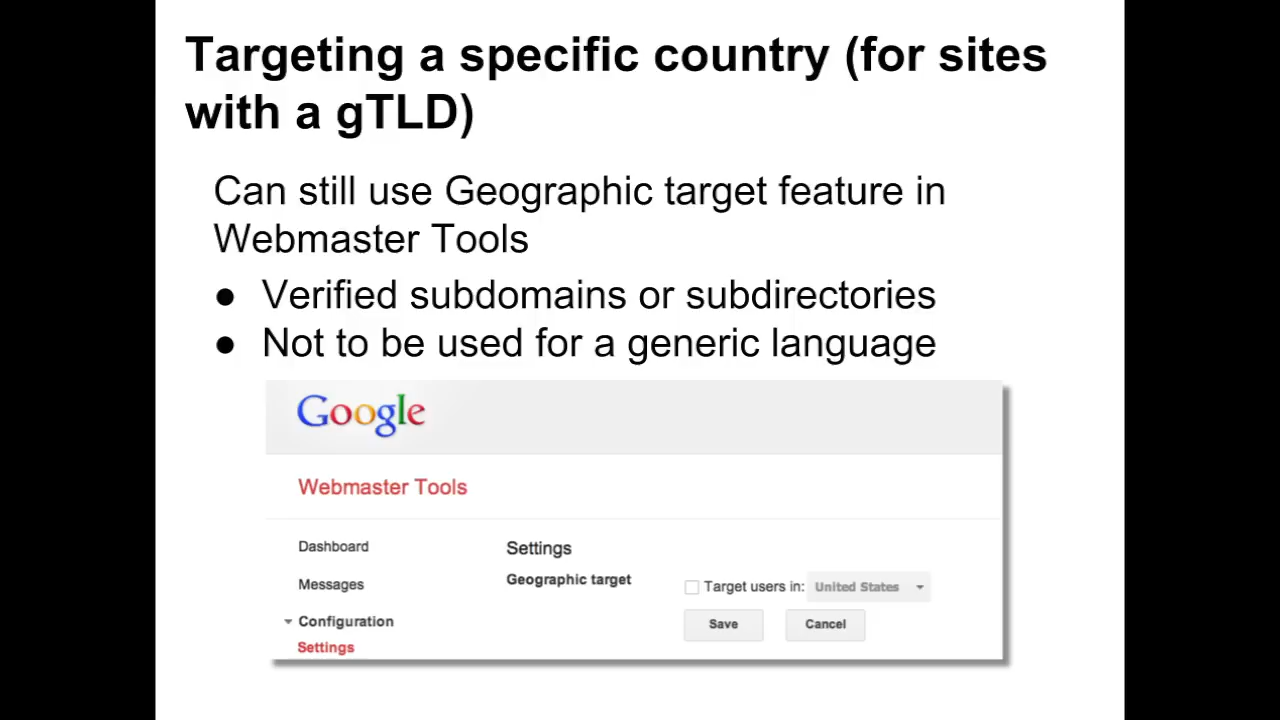 Targeting a specific country (for sites
with a gTLD)
Can still use Geographic target feature in
Webmaster Tools
● Verified subdomains or subdirectories
● Not to be used for a generic language
Google
Webmaster Tools
Dashboard
Messages
Configuration
Settings
Settings
Geographic target
Target users in: United States
Save Cancel